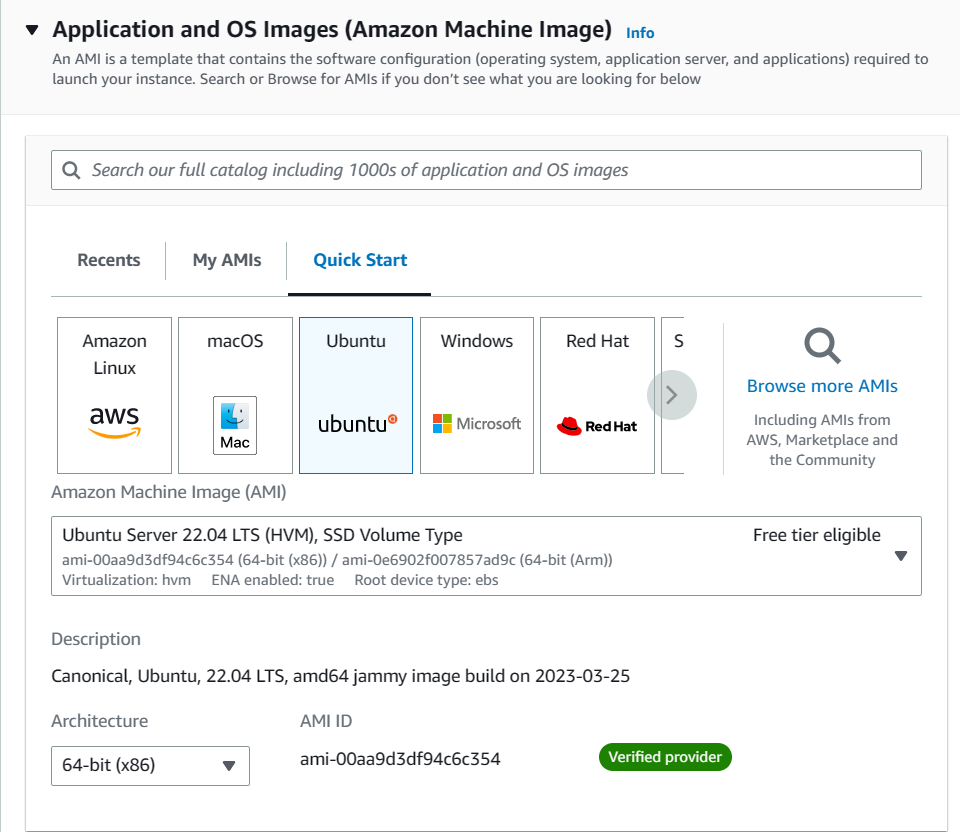 Application and OS Images (Amazon Machine Image) Info
An AMI is a template that contains the software configuration (operating system, application server, and applications) required to
launch your instance. Search or Browse for AMIs if you don’t see what you are looking for below
Search our full catalog including 1000s of application and OS images
Recents
My AMIs
Quick Start
Amazon
Linux
aws
macOS
Mac
Ubuntu
ubuntu
Windows
Microsoft
Red Hat
Red Hat
S
Browse more AMIs
Including AMIs from
AWS, Marketplace and
the Community
Amazon Machine Image (AMI)
Ubuntu Server 22.04 LTS (HVM), SSD Volume Type
Free tier eligible
ami-00aa9d3df94c6c354 (64-bit (x86)) / ami-0e6902f007857ad9c (64-bit (Arm))
Virtualization: hvm ENA enabled: true Root device type: ebs
Description
Canonical, Ubuntu, 22.04 LTS, amd64 jammy image build on 2023-03-25
Architecture
AMI ID
64-bit (x86)
ami-00aa9d3df94c6c354
Verified provider